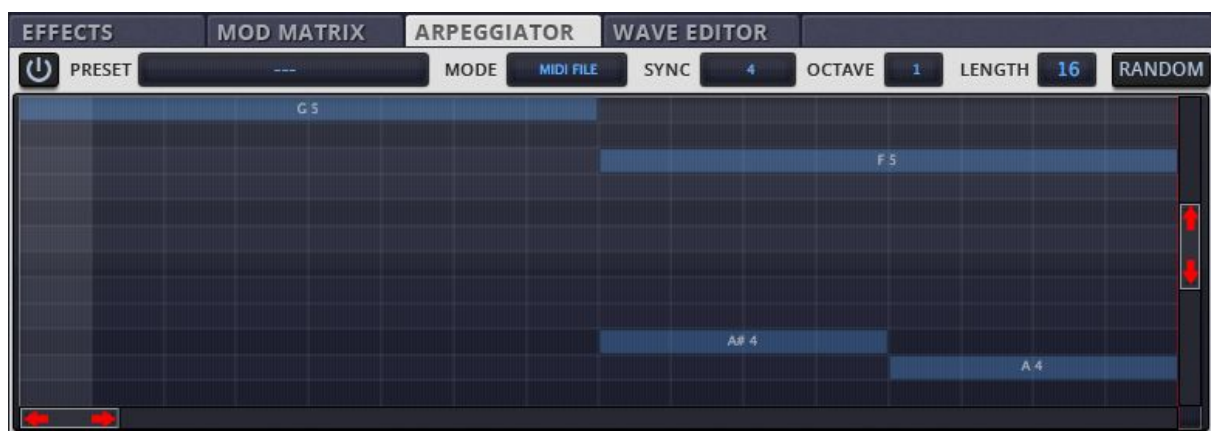 EFFECTS MOD MATRIX ARPEGGIATOR WAVE EDITOR
PRESET --- MODE MIDI FILE SYNC 4 OCTAVE 1 LENGTH 16 RANDOM
G 5
F 5
A# 4
A 4